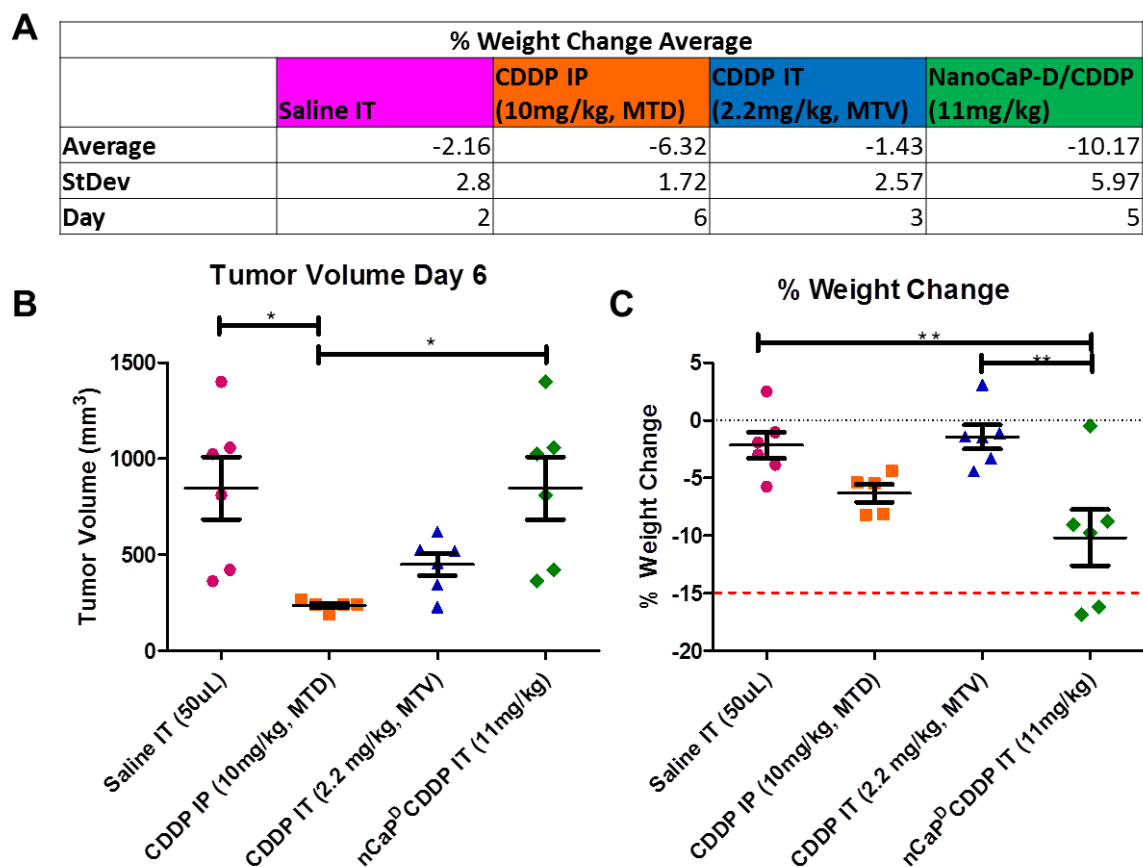 A
% Weight Change Average
Saline IT
CDDP IP
(10mg/kg, MTD)
CDDP IT
(2.2mg/kg, MTV)
NanoCaP-D/CDDP
(11mg/kg)
Average -2.16 -6.32 -1.43 -10.17
StDev 2.8 1.72 2.57 5.97
Day 2 6 3 5
B
Tumor Volume Day 6
* *
Tumor Volume (mm³)
1500
1000
500
0
Saline IT (50uL)
CDDP IP (10mg/kg, MTD)
CDDP IT (2.2 mg/kg, MTV)
nCaPᴰCDDP IT (11mg/kg)
C
% Weight Change
**
**
% Weight Change
5
0
-5
-10
-15
-20
Saline IT (50uL)
CDDP IP (10mg/kg, MTD)
CDDP IT (2.2 mg/kg, MTV)
nCaPᴰCDDP IT (11mg/kg)